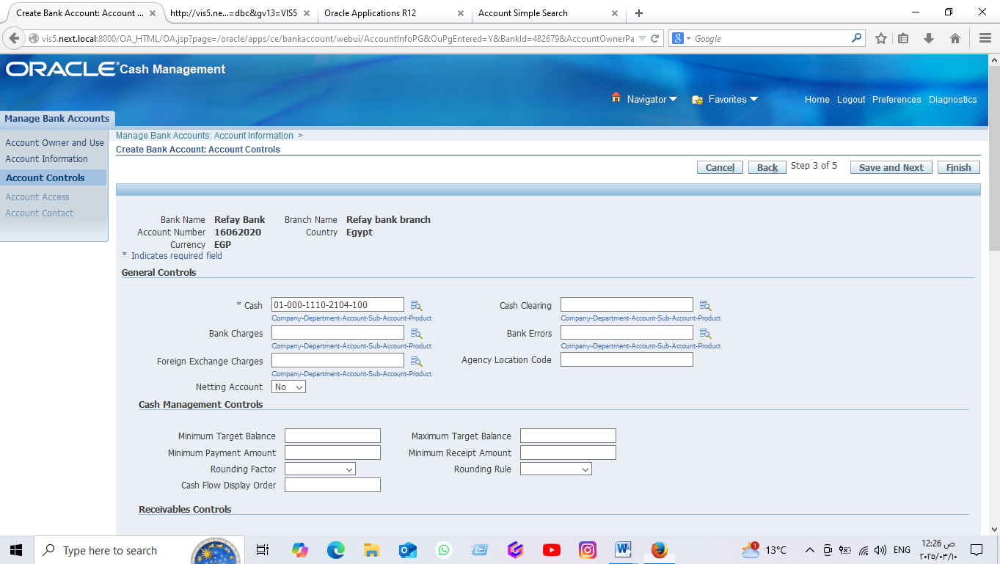 Create Bank Account: Account ...
http://vis5.ne...=dbc&gv13=VIS5
Oracle Applications R12
Account Simple Search
vis5.next.local:8000/OA_HTML/OA.jsp?page=/oracle/apps/ce/bankaccount/webui/AccountInfoPG&OuPgEntered=Y&BankId=482579&AccountOwnerPa
8 Google
ORACLE® Cash Management
Navigator Favorites Home Logout Preferences Diagnostics
Manage Bank Accounts
Account Owner and Use
Account Information
Account Controls
Account Access
Account Contact
Manage Bank Accounts: Account Information >
Create Bank Account: Account Controls
Cancel Back Step 3 of 5 Save and Next Finish
Bank Name Refay Bank Branch Name Refay bank branch
Account Number 16062020 Country Egypt
Currency EGP
* Indicates required field
General Controls
* Cash 01-000-1110-2104-100 Cash Clearing
Company-Department-Account-Sub-Account-Product Company-Department-Account-Sub-Account-Product
Bank Charges Bank Errors
Company-Department-Account-Sub-Account-Product Company-Department-Account-Sub-Account-Product
Foreign Exchange Charges Agency Location Code
Company-Department-Account-Sub-Account-Product
Netting Account No
Cash Management Controls
Minimum Target Balance Maximum Target Balance
Minimum Payment Amount Minimum Receipt Amount
Rounding Factor Rounding Rule
Cash Flow Display Order
Receivables Controls
Type here to search
1 13°C ENG
12:26 ص
٢٠٢٥/٠٣/١٠